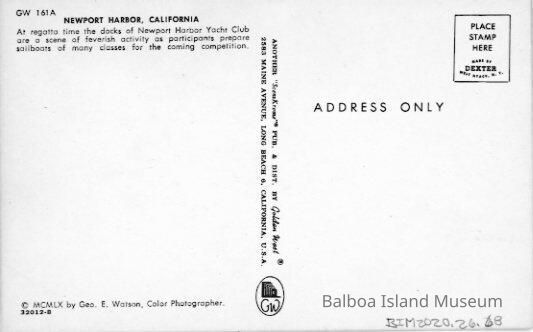 GW 161A
NEWPORT HARBOR, CALIFORNIA
At regatta time the docks of Newport Harbor Yacht Club
are a scene of feverish activity as participants prepare
sailboats of many classes for the coming competition.
ANOTHER "ScenKrome"® PUB. & DIST. BY Golden West ®
2583 MAINE AVENUE, LONG BEACH 6, CALIFORNIA, U.S.A.
GW
PLACE
STAMP
HERE
MADE BY
DEXTER
WEST NYACK, N. Y.
ADDRESS ONLY
© MCMLX by Geo. E. Watson, Color Photographer.
32012-B
Balboa Island Museum
BIM2020.26.68